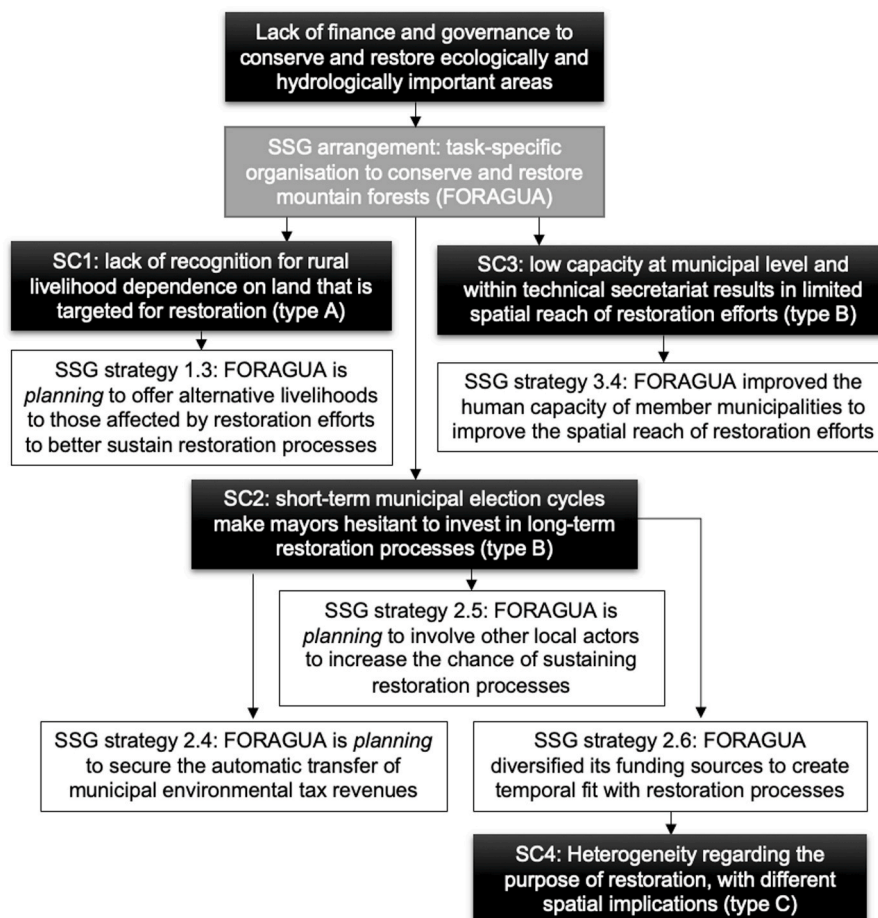 Lack of finance and governance to
conserve and restore ecologically and
hydrologically important areas
SSG arrangement: task-specific
organisation to conserve and restore
mountain forests (FORAGUA)
SC1: lack of recognition for rural
livelihood dependence on land that is
targeted for restoration (type A)
SC3: low capacity at municipal level and
within technical secretariat results in limited
spatial reach of restoration efforts (type B)
SSG strategy 1.3: FORAGUA is
planning to offer alternative livelihoods
to those affected by restoration efforts
to better sustain restoration processes
SSG strategy 3.4: FORAGUA improved the
human capacity of member municipalities to
improve the spatial reach of restoration efforts
SC2: short-term municipal election cycles
make mayors hesitant to invest in long-term
restoration processes (type B)
SSG strategy 2.5: FORAGUA is
planning to involve other local actors
to increase the chance of sustaining
restoration processes
SSG strategy 2.4: FORAGUA is planning
to secure the automatic transfer of
municipal environmental tax revenues
SSG strategy 2.6: FORAGUA
diversified its funding sources to create
temporal fit with restoration processes
SC4: Heterogeneity regarding the
purpose of restoration, with different
spatial implications (type C)